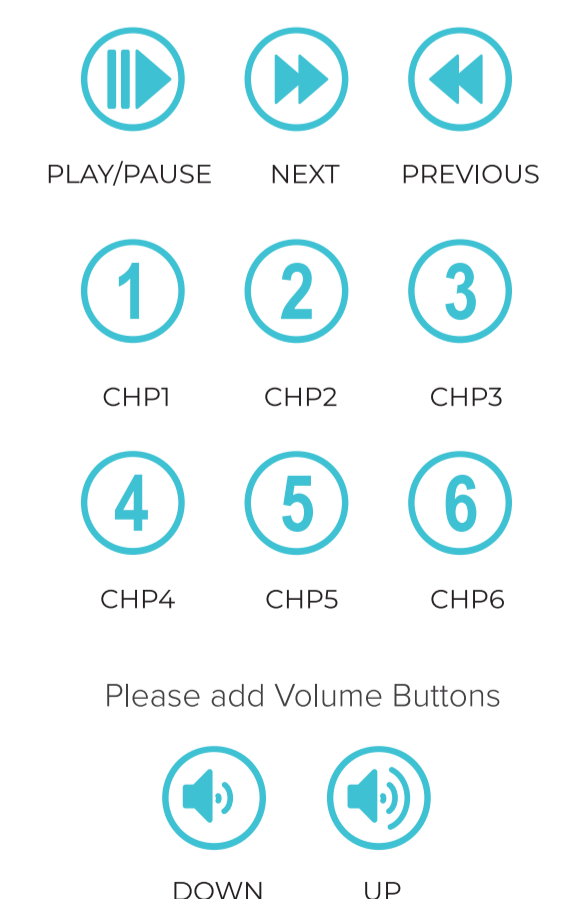 PLAY/PAUSE NEXT PREVIOUS
1 2 3
CHP1 CHP2 CHP3
4 5 6
CHP4 CHP5 CHP6
Please add Volume Buttons
DOWN UP